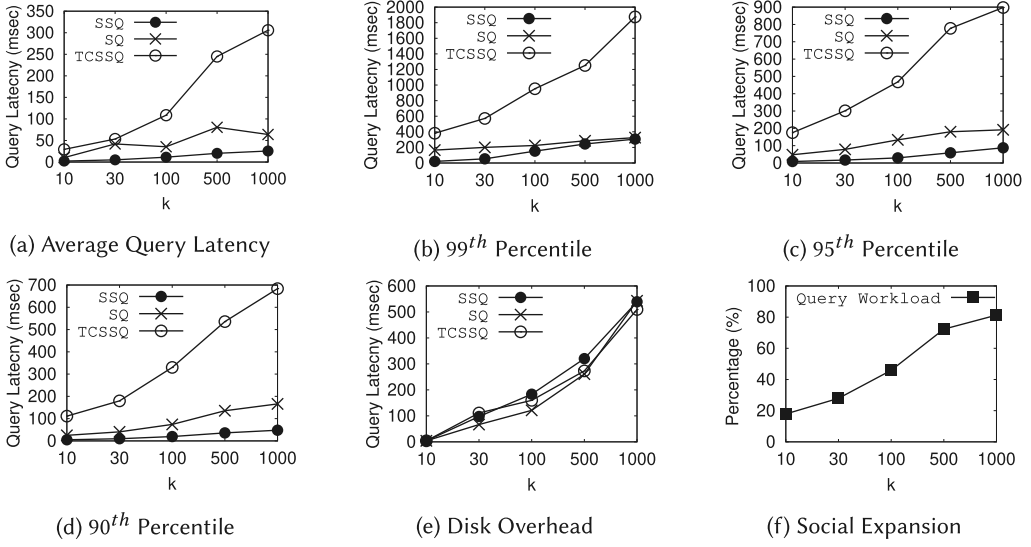 Query Latecny (msec)
350
300
250
200
150
100
50
0
SSQ
SQ
TCSSQ
10 30 100 500 1000
k
(a) Average Query Latency
Query Latecny (msec)
2000
1800
1600
1400
1200
1000
800
600
400
200
0
SSQ
SQ
TCSSQ
10 30 100 500 1000
k
(b) 99th Percentile
Query Latecny (msec)
900
800
700
600
500
400
300
200
100
0
SSQ
SQ
TCSSQ
10 30 100 500 1000
k
(c) 95th Percentile
Query Latecny (msec)
700
600
500
400
300
200
100
0
SSQ
SQ
TCSSQ
10 30 100 500 1000
k
(d) 90th Percentile
Query Latecny (msec)
600
500
400
300
200
100
0
SSQ
SQ
TCSSQ
10 30 100 500 1000
k
(e) Disk Overhead
Percentage (%)
100
80
60
40
20
0
Query Workload
10 30 100 500 1000
k
(f) Social Expansion